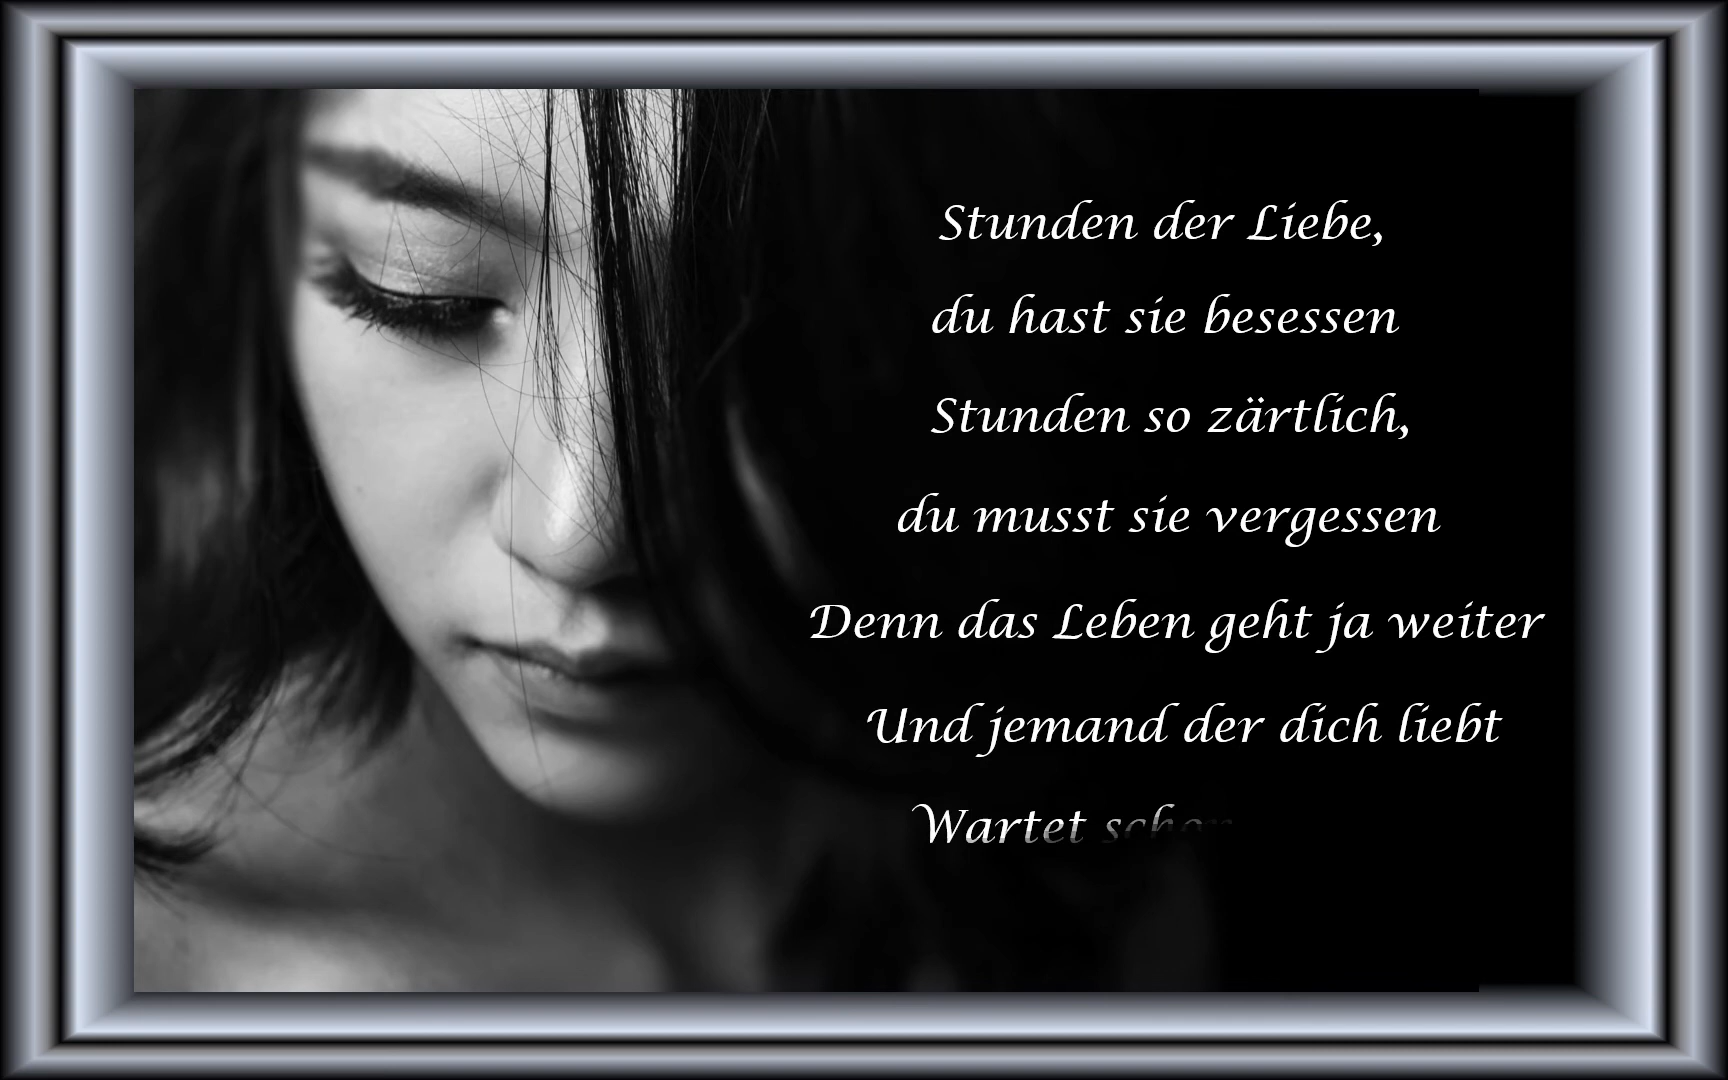 Stunden der Liebe,
du hast sie besessen
Stunden so zärtlich,
du musst sie vergessen
Denn das Leben geht ja weiter
Und jemand der dich liebt
Wartet schon